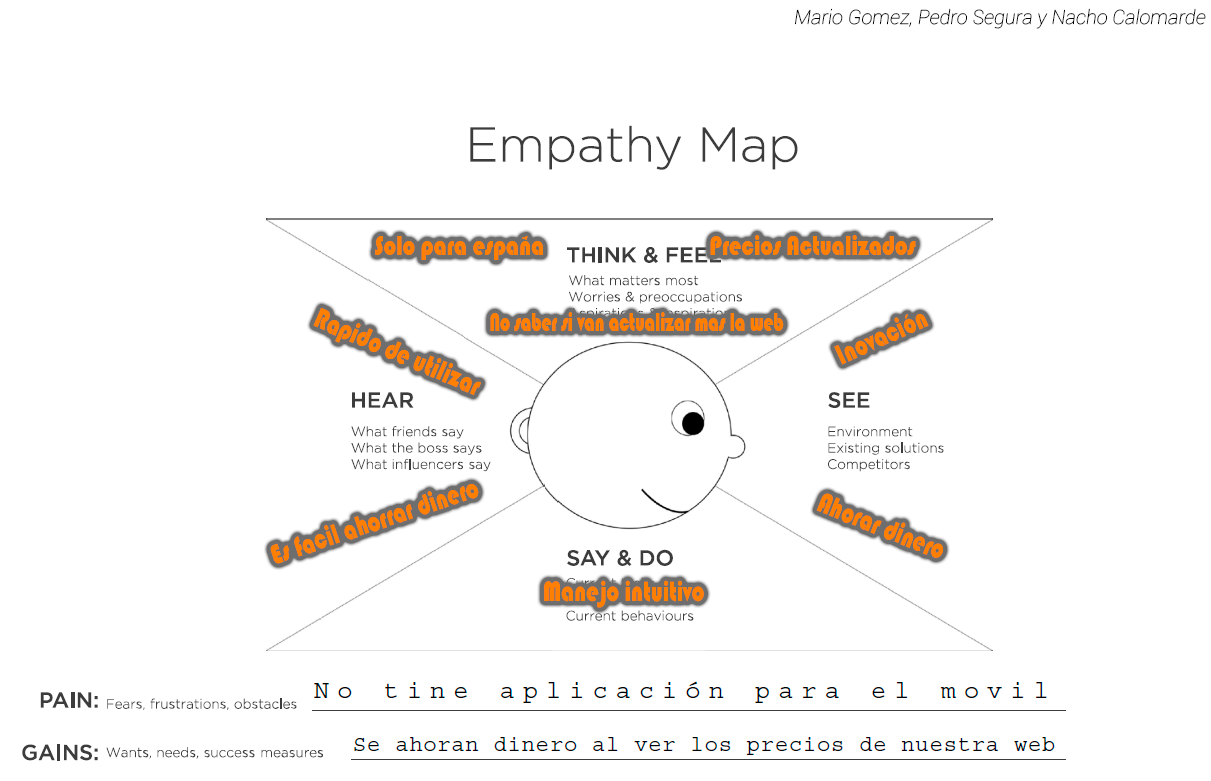 Mario Gomez, Pedro Segura y Nacho Calomarde
Empathy Map
Solo para españa
THINK & FEEL
Precios Actualizados
What matters most
Worries & preoccupations
No saber si van actualizar mas la web
Rapido de utilizar
Inovación
HEAR
What friends say
What the boss says
What influencers say
SEE
Environment
Existing solutions
Competitors
Es facil ahorrar dinero
Ahorar dinero
SAY & DO
Manejo intuitivo
Current behaviours
PAIN: Fears, frustrations, obstacles No tine aplicación para el movil
GAINS: Wants, needs, success measures Se ahoran dinero al ver los precios de nuestra web